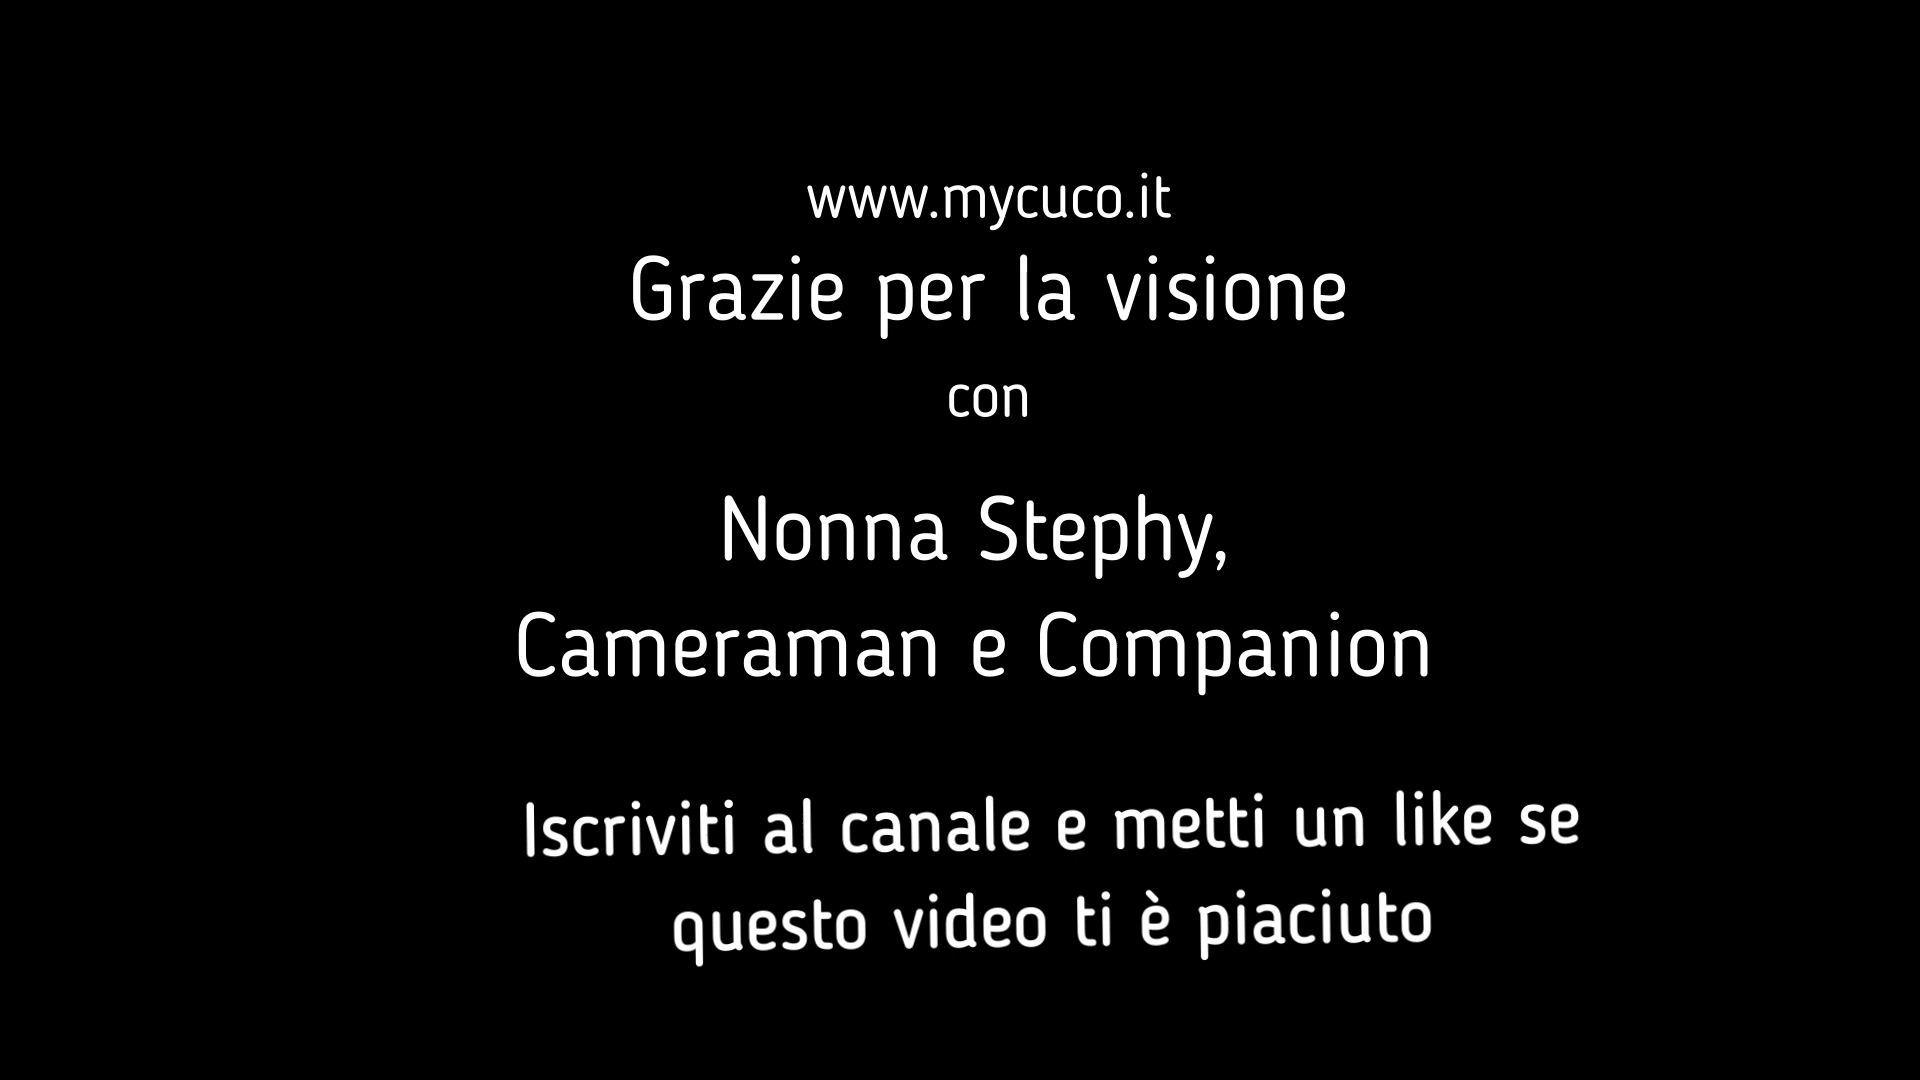 www.mycuco.it
Grazie per la visione
con
Nonna Stephy,
Cameraman e Companion
Iscriviti al canale e metti un like se
questo video ti è piaciuto